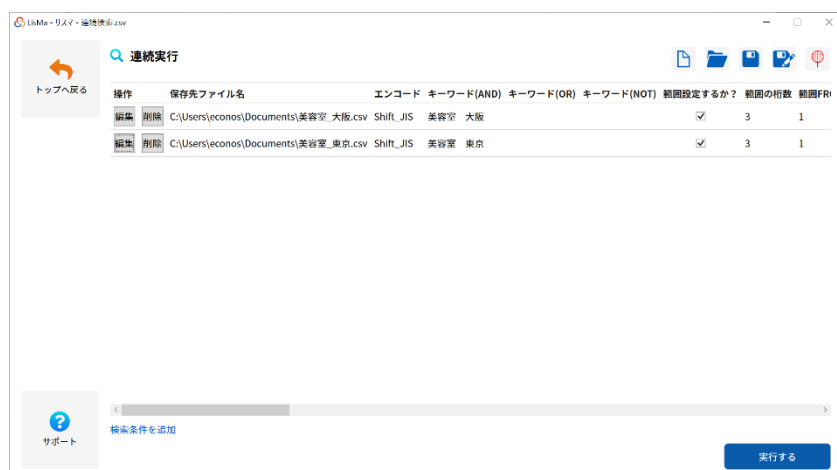 LisMa - リスマ - 連続検索.csv
トップへ戻る
連続実行
操作 保存先ファイル名 エンコード キーワード(AND) キーワード(OR) キーワード(NOT) 範囲設定するか？ 範囲の桁数 範囲FR
編集 削除 C:\Users\econos\Documents\美容室_大阪.csv Shift_JIS 美容室 大阪 3 1
編集 削除 C:\Users\econos\Documents\美容室_東京.csv Shift_JIS 美容室 東京 3 1
検索条件を追加
サポート
実行する